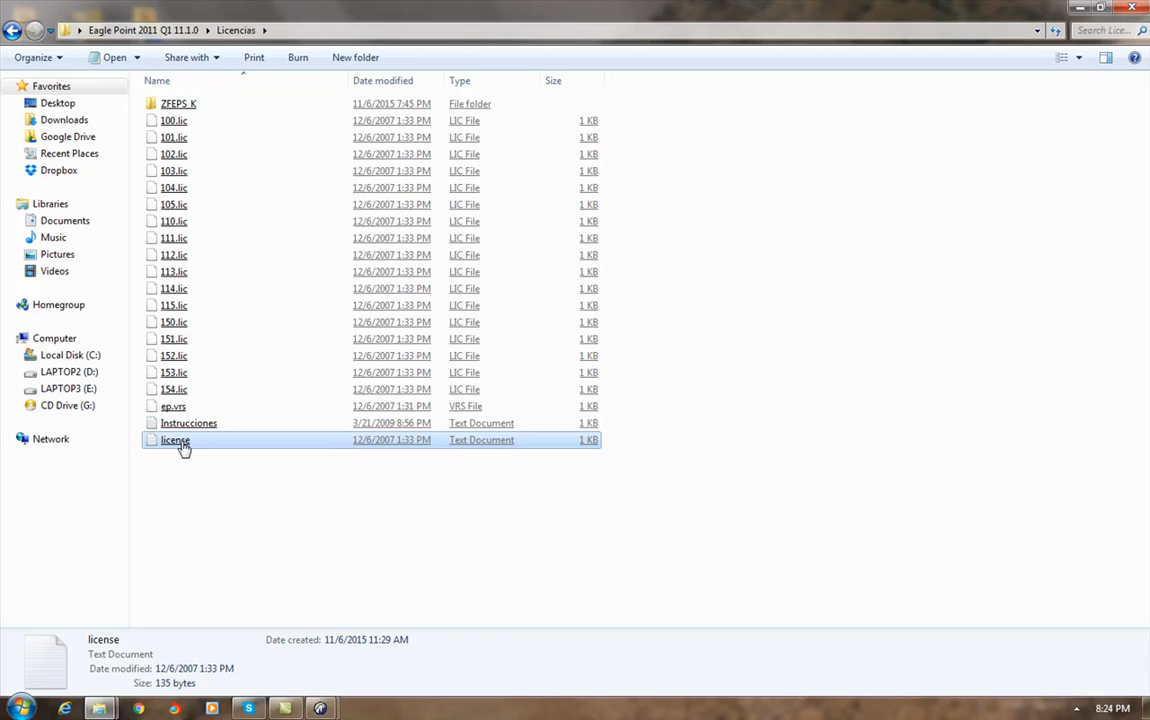 Eagle Point 2011 Q1 11.1.0 Licencias
Search Lice...
Organize Open Share with Print Burn New folder
Name Date modified Type Size
Favorites
Desktop
Downloads
Google Drive
Recent Places
Dropbox
Libraries
Documents
Music
Pictures
Videos
Homegroup
Computer
Local Disk (C:)
LAPTOP2 (D:)
LAPTOP3 (E:)
CD Drive (G:)
Network
ZFEPS_K 11/6/2015 7:45 PM File folder
100.lic 12/6/2007 1:33 PM LIC File 1 KB
101.lic 12/6/2007 1:33 PM LIC File 1 KB
102.lic 12/6/2007 1:33 PM LIC File 1 KB
103.lic 12/6/2007 1:33 PM LIC File 1 KB
104.lic 12/6/2007 1:33 PM LIC File 1 KB
105.lic 12/6/2007 1:33 PM LIC File 1 KB
110.lic 12/6/2007 1:33 PM LIC File 1 KB
111.lic 12/6/2007 1:33 PM LIC File 1 KB
112.lic 12/6/2007 1:33 PM LIC File 1 KB
113.lic 12/6/2007 1:33 PM LIC File 1 KB
114.lic 12/6/2007 1:33 PM LIC File 1 KB
115.lic 12/6/2007 1:33 PM LIC File 1 KB
150.lic 12/6/2007 1:33 PM LIC File 1 KB
151.lic 12/6/2007 1:33 PM LIC File 1 KB
152.lic 12/6/2007 1:33 PM LIC File 1 KB
153.lic 12/6/2007 1:33 PM LIC File 1 KB
154.lic 12/6/2007 1:33 PM LIC File 1 KB
ep.vrs 12/6/2007 1:31 PM VRS File 1 KB
Instrucciones 3/21/2009 8:56 PM Text Document 1 KB
license 12/6/2007 1:33 PM Text Document 1 KB
license Date created: 11/6/2015 11:29 AM
Text Document
Date modified: 12/6/2007 1:33 PM
Size: 135 bytes
8:24 PM